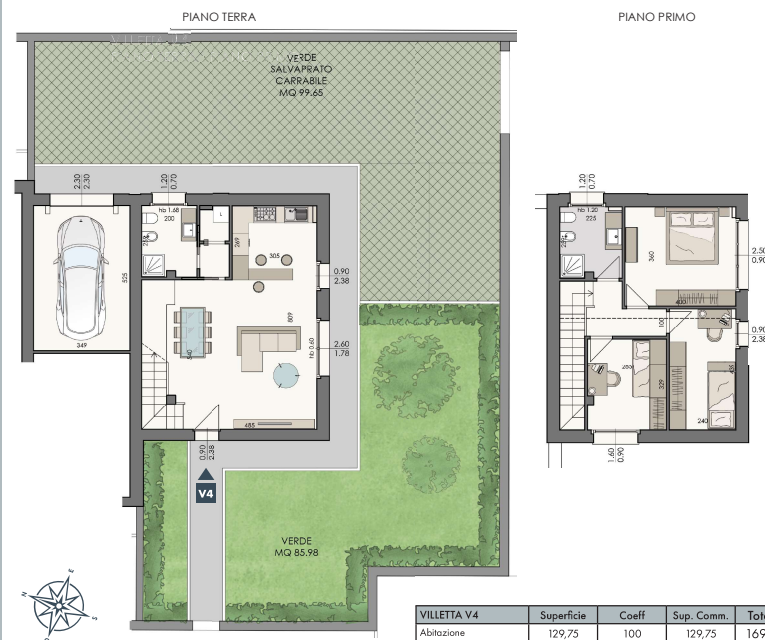 PIANO TERRA
PIANO PRIMO
VERDE
SALVAPRATO
CARRABILE
MQ 99.65
2.30
2.30
1.20
0.70
1.20
0.70
hb 1.68
200
L
269
305
525
349
0.90
2.38
809
540
hb 0.60
2.60
1.78
485
0.90
2.38
V4
VERDE
MQ 85.98
hb 1.20
225
360
400
2.50
0.90
100
0.90
2.38
329
240
1.60
0.90
N
E
S
O
VILLETTA V4
Superficie
Coeff
Sup. Comm.
Tot
Abitazione
129,75
100
129,75
169